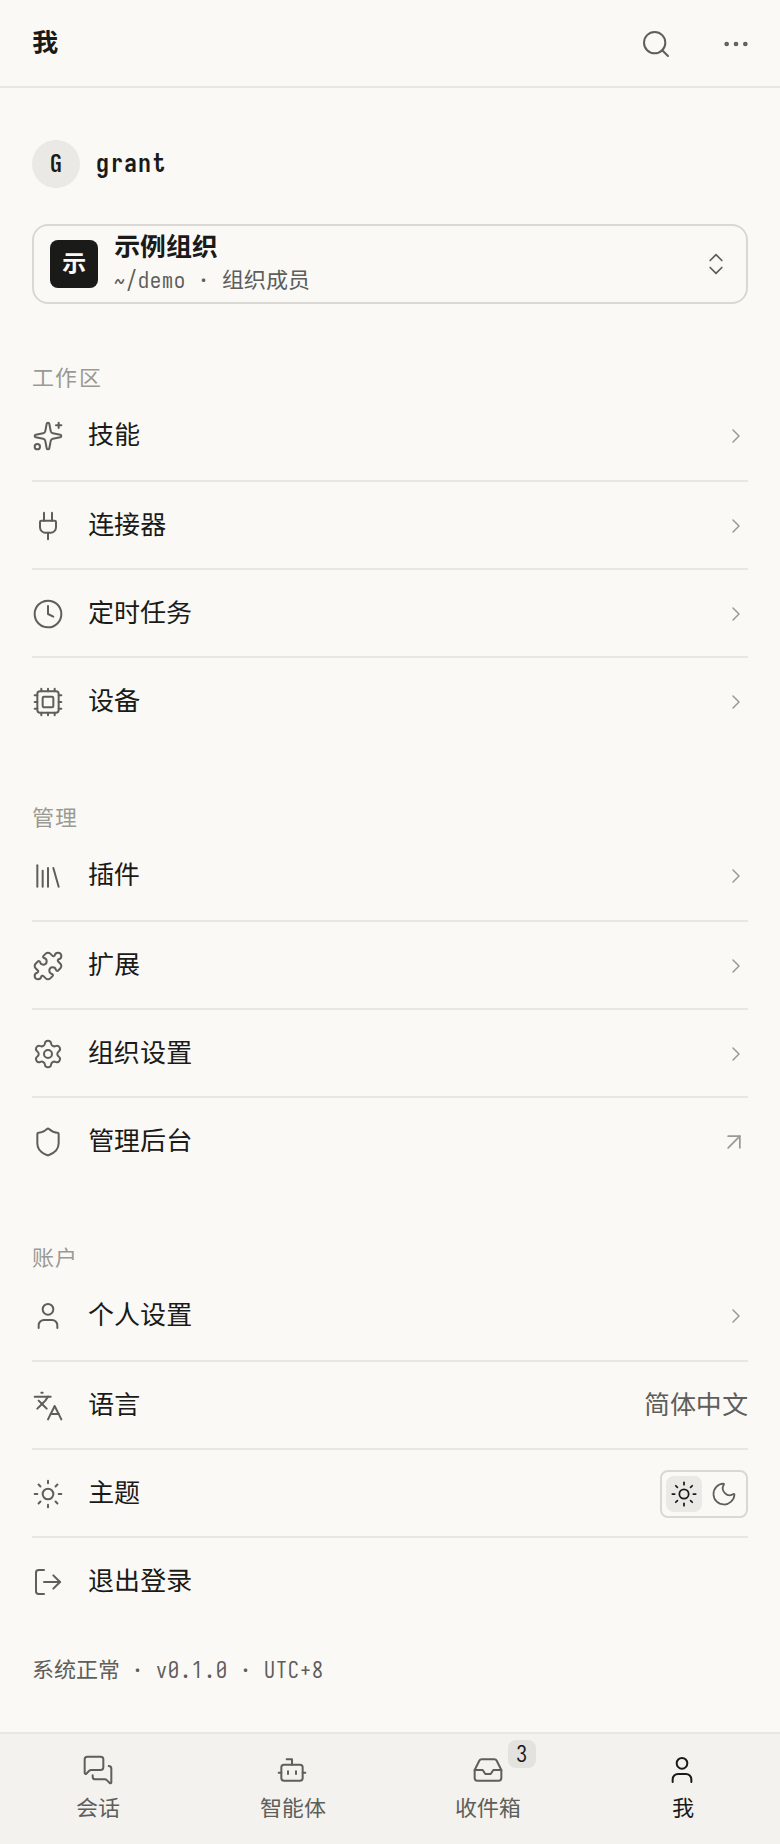 我
G grant
示 示例组织
~/demo · 组织成员
工作区
技能
连接器
定时任务
设备
管理
插件
扩展
组织设置
管理后台
账户
个人设置
语言 简体中文
主题
退出登录
系统正常 · v0.1.0 · UTC+8
3
会话 智能体 收件箱 我